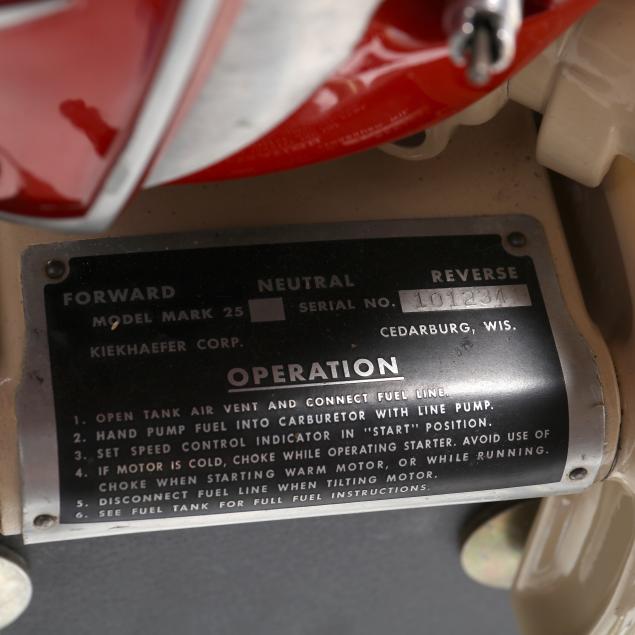 FORWARD NEUTRAL REVERSE
MODEL MARK 25 SERIAL NO. 101234
KIEKHAEFER CORP. CEDARBURG, WIS.
OPERATION
1. OPEN TANK AIR VENT AND CONNECT FUEL LINE.
2. HAND PUMP FUEL INTO CARBURETOR WITH LINE PUMP.
3. SET SPEED CONTROL INDICATOR IN "START" POSITION.
4. IF MOTOR IS COLD, CHOKE WHILE OPERATING STARTER. AVOID USE OF
CHOKE WHEN STARTING WARM MOTOR, OR WHILE RUNNING.
5. DISCONNECT FUEL LINE WHEN TILTING MOTOR.
6. SEE FUEL TANK FOR FULL FUEL INSTRUCTIONS.